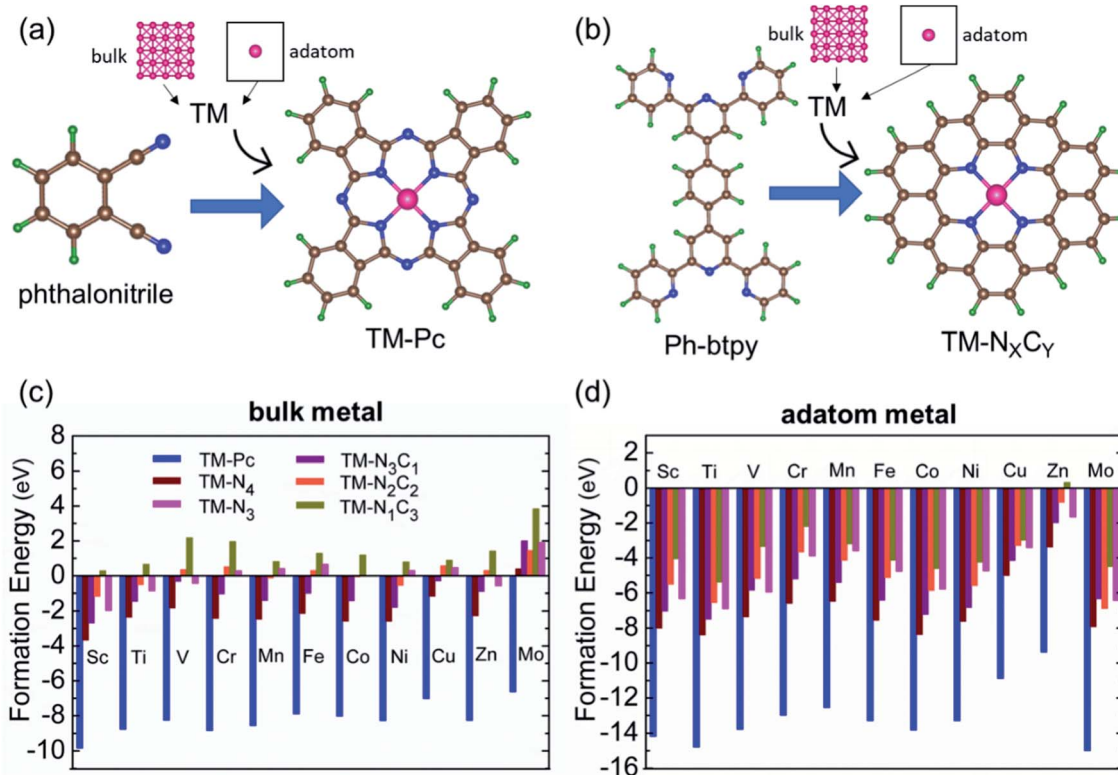 (a)
bulk
adatom
TM
phthalonitrile
TM-Pc
(b)
bulk
adatom
TM
Ph-btpy
TM-NXCY
(c)
bulk metal
Formation Energy (eV)
8
6
4
2
0
-2
-4
-6
-8
-10
TM-Pc
TM-N4
TM-N3
TM-N3C1
TM-N2C2
TM-N1C3
Sc Ti V Cr Mn Fe Co Ni Cu Zn Mo
(d)
adatom metal
Formation Energy (eV)
2
0
-2
-4
-6
-8
-10
-12
-14
-16
Sc Ti V Cr Mn Fe Co Ni Cu Zn Mo